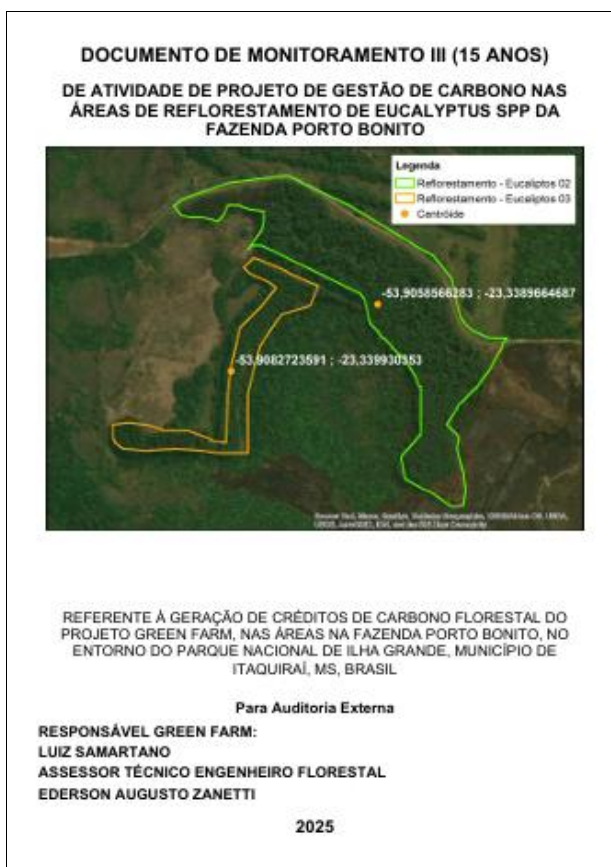 DOCUMENTO DE MONITORAMENTO III (15 ANOS)
DE ATIVIDADE DE PROJETO DE GESTÃO DE CARBONO NAS
ÁREAS DE REFLORESTAMENTO DE EUCALYPTUS SPP DA
FAZENDA PORTO BONITO
Legenda
Reflorestamento - Eucaliptos 02
Reflorestamento - Eucaliptos 03
Centróide
-53,9058566283 ; -23,3389664687
-53,9082723591 ; -23,339930353
REFERENTE À GERAÇÃO DE CRÉDITOS DE CARBONO FLORESTAL DO
PROJETO GREEN FARM, NAS ÁREAS NA FAZENDA PORTO BONITO, NO
ENTORNO DO PARQUE NACIONAL DE ILHA GRANDE, MUNICÍPIO DE
ITAQUIRAÍ, MS, BRASIL
Para Auditoria Externa
RESPONSÁVEL GREEN FARM:
LUIZ SAMARTANO
ASSESSOR TÉCNICO ENGENHEIRO FLORESTAL
EDERSON AUGUSTO ZANETTI
2025